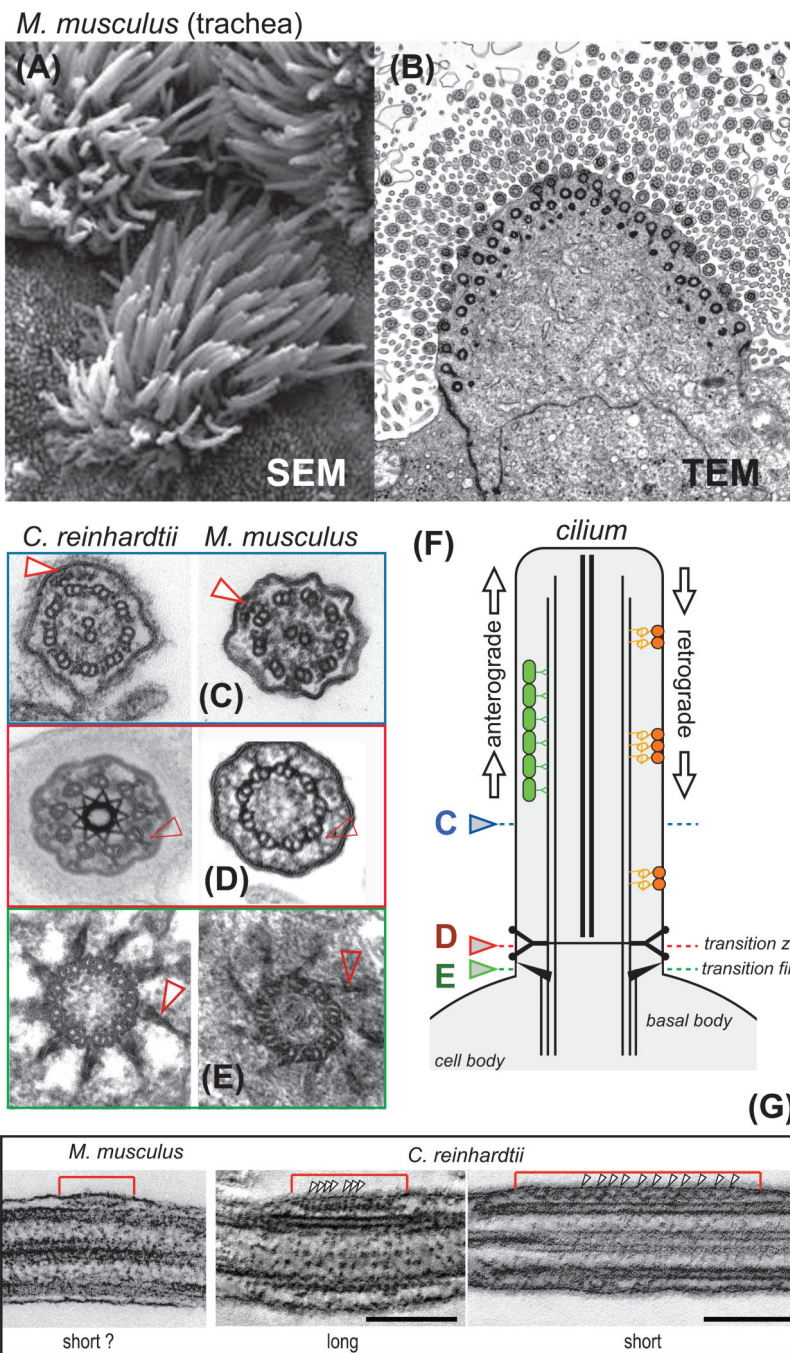 M. musculus (trachea)
(A)
(B)
SEM
TEM
C. reinhardtii
M. musculus
(F)
cilium
(C)
(D)
(E)
anterograde
retrograde
C
D
E
transition z
transition fi
basal body
cell body
(G)
M. musculus
C. reinhardtii
short ?
long
short